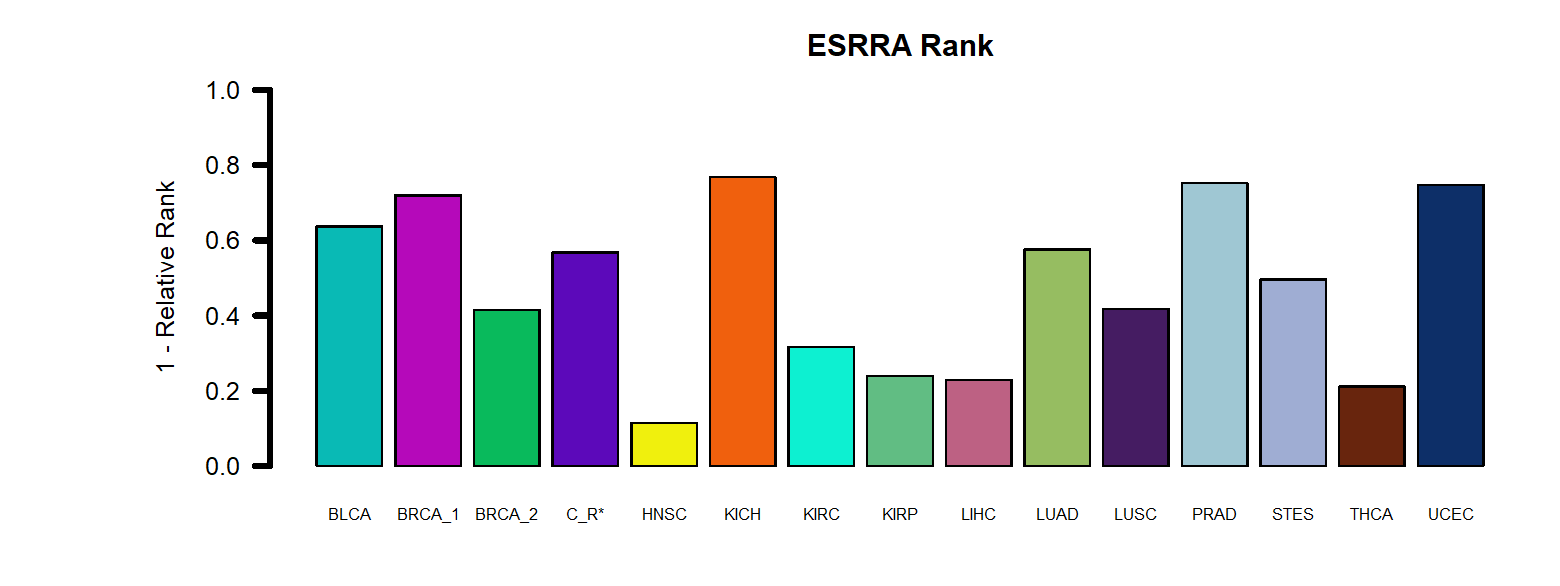 ESRRA Rank
1 - Relative Rank
1.0
0.8
0.6
0.4
0.2
0.0
BLCA BRCA_1 BRCA_2 C_R* HNSC KICH KIRC KIRP LIHC LUAD LUSC PRAD STES THCA UCEC